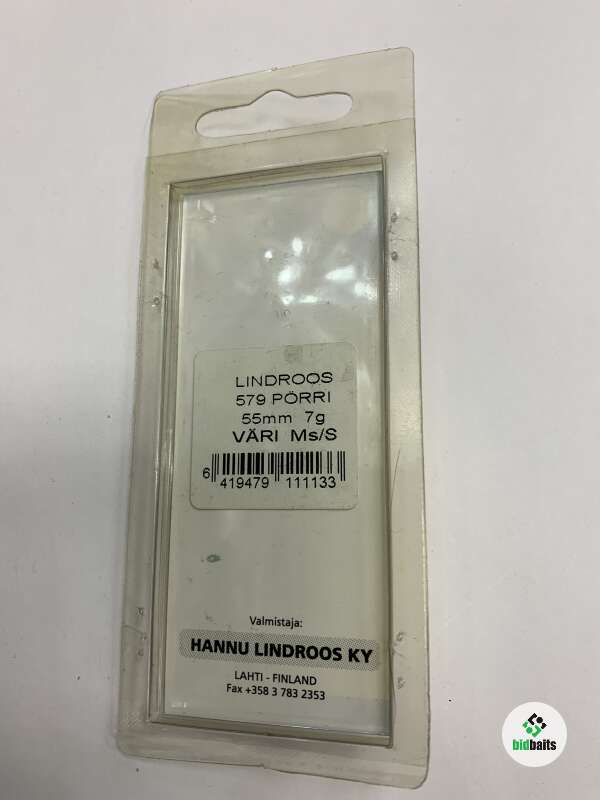 LINDROOS
579 PÖRRI
55mm 7g
VÄRI Ms/S
6 419479 111133
Valmistaja:
HANNU LINDROOS KY
LAHTI - FINLAND
Fax +358 3 783 2353
bidbaits